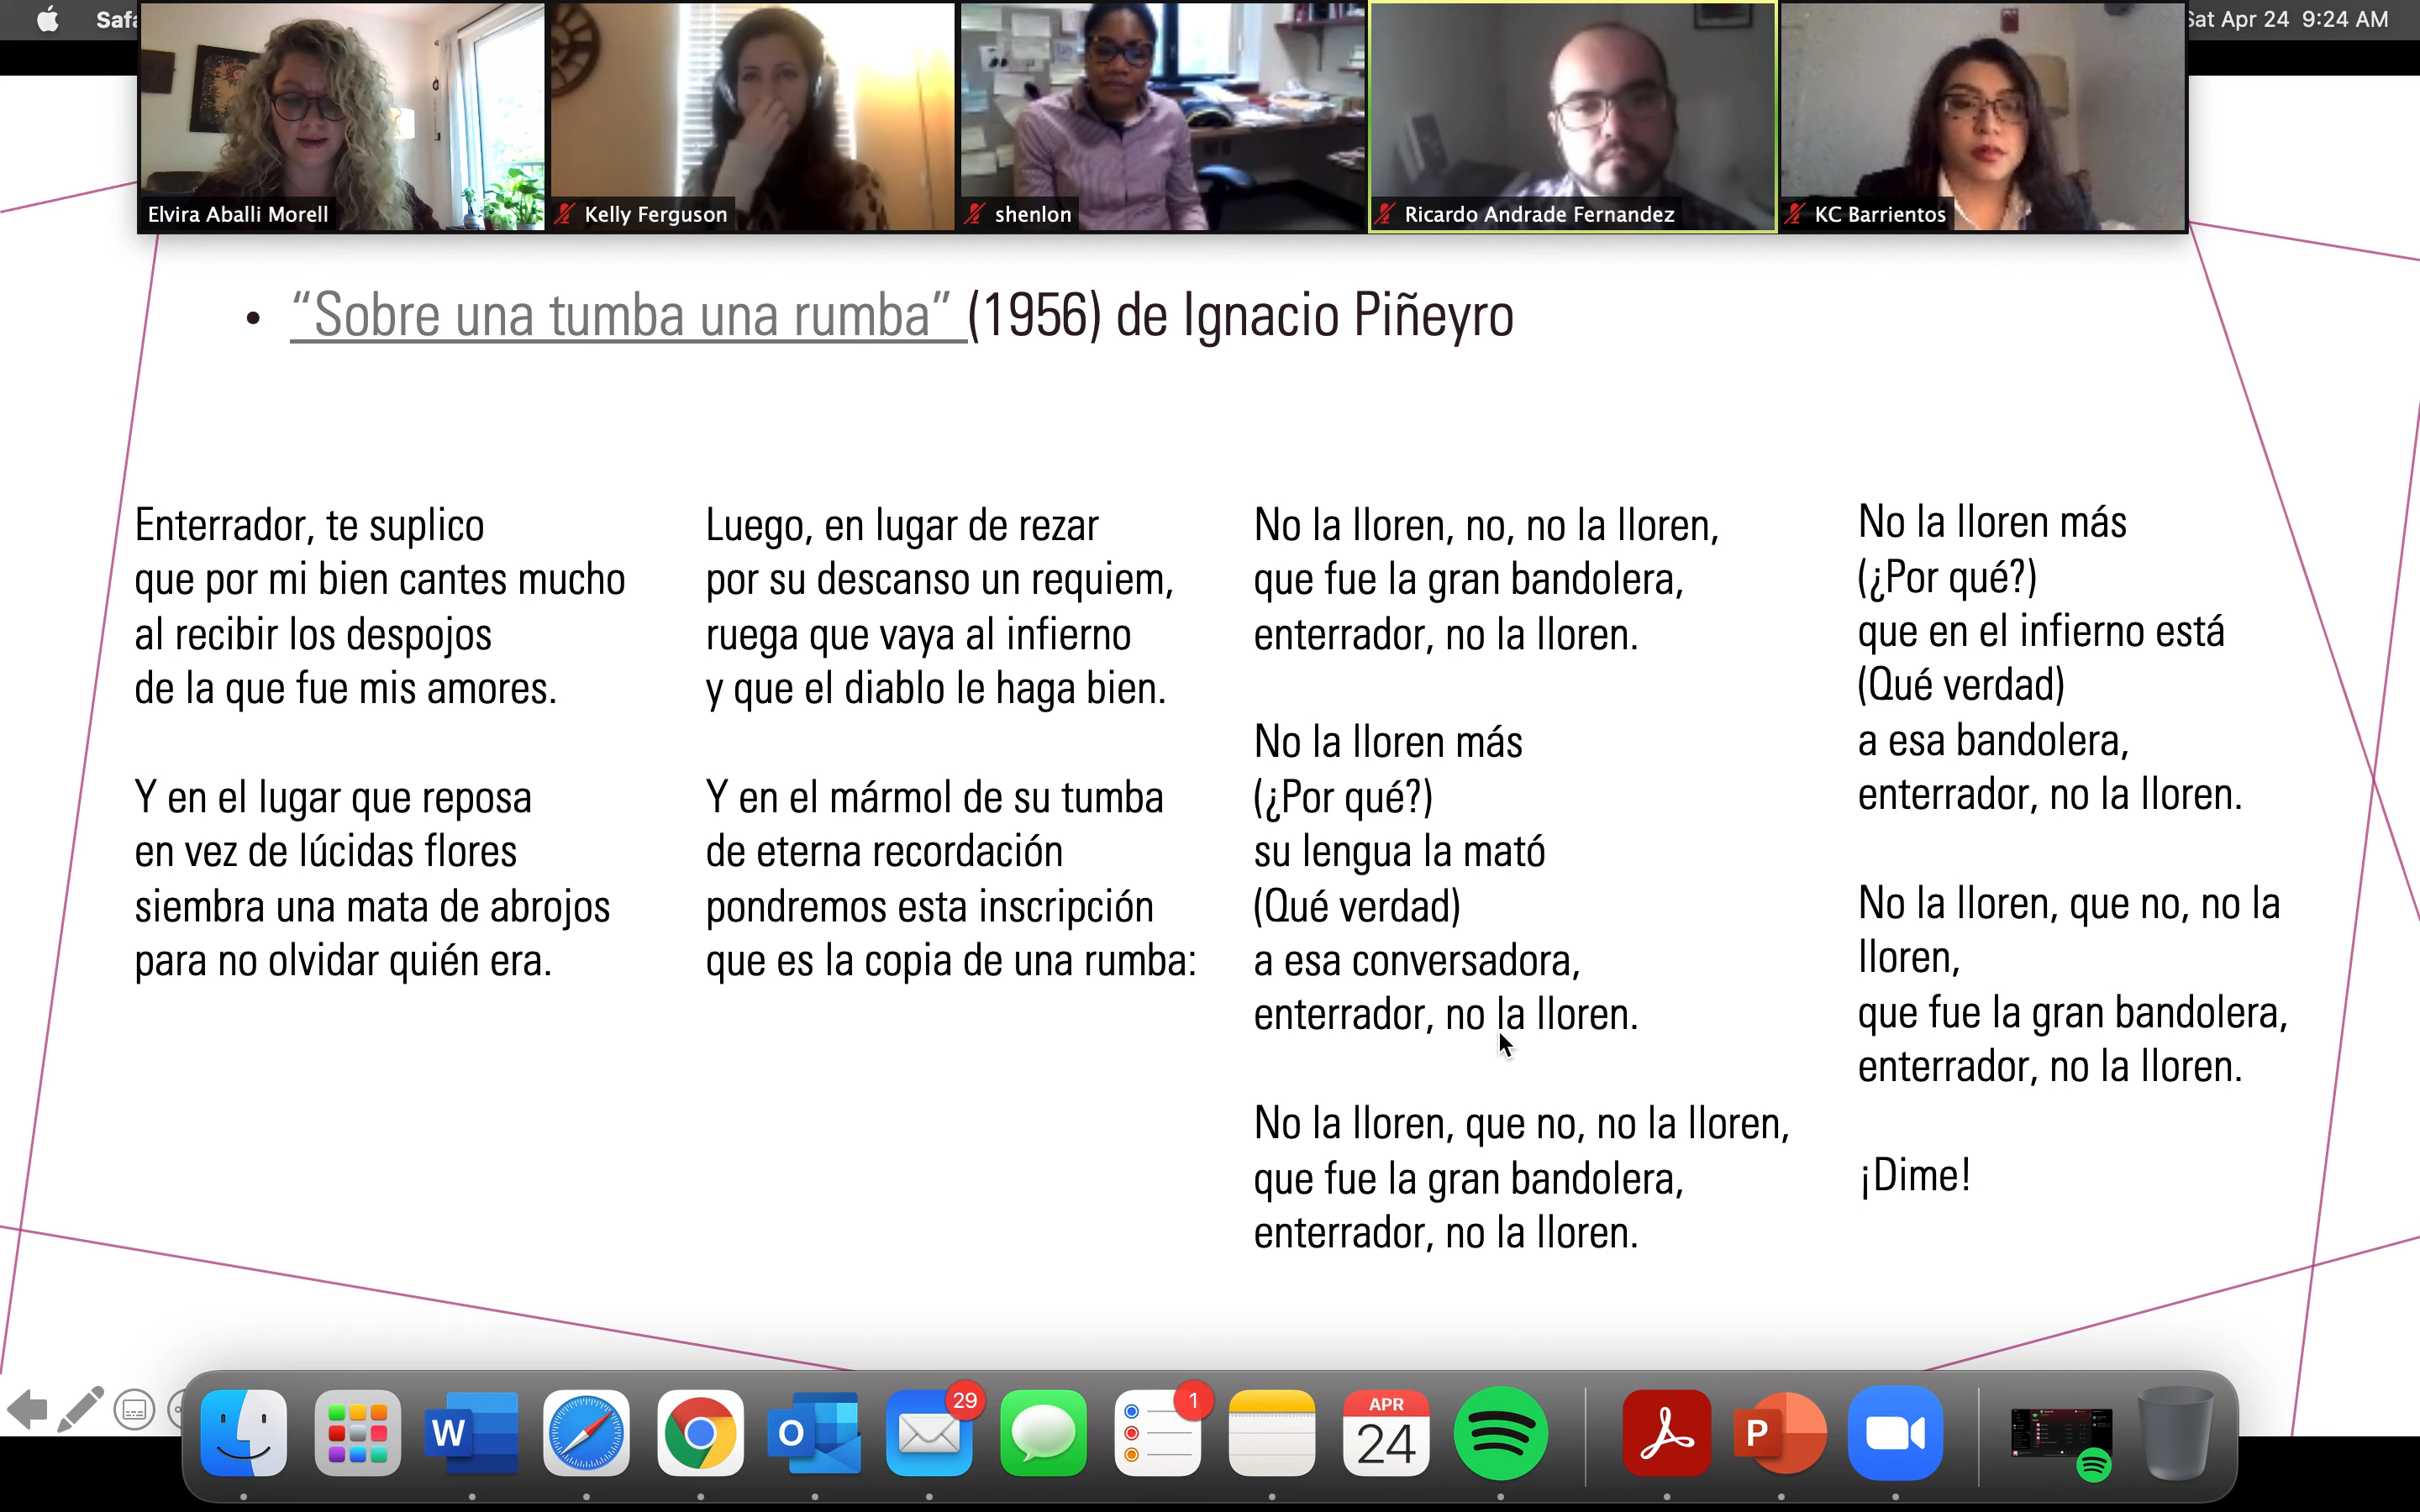 Sat Apr 24 9:24 AM
Elvira Aballi Morell
Kelly Ferguson
shenlon
Ricardo Andrade Fernandez
KC Barrientos
• “Sobre una tumba una rumba” (1956) de Ignacio Piñeyro
Enterrador, te suplico
que por mi bien cantes mucho
al recibir los despojos
de la que fue mis amores.
Y en el lugar que reposa
en vez de lúcidas flores
siembra una mata de abrojos
para no olvidar quién era.
Luego, en lugar de rezar
por su descanso un requiem,
ruega que vaya al infierno
y que el diablo le haga bien.
Y en el mármol de su tumba
de eterna recordación
pondremos esta inscripción
que es la copia de una rumba:
No la lloren, no, no la lloren,
que fue la gran bandolera,
enterrador, no la lloren.
No la lloren más
(¿Por qué?)
su lengua la mató
(Qué verdad)
a esa conversadora,
enterrador, no la lloren.
No la lloren, que no, no la lloren,
que fue la gran bandolera,
enterrador, no la lloren.
No la lloren más
(¿Por qué?)
que en el infierno está
(Qué verdad)
a esa bandolera,
enterrador, no la lloren.
No la lloren, que no, no la
lloren,
que fue la gran bandolera,
enterrador, no la lloren.
¡Dime!
W
O
29
1
APR
24
P